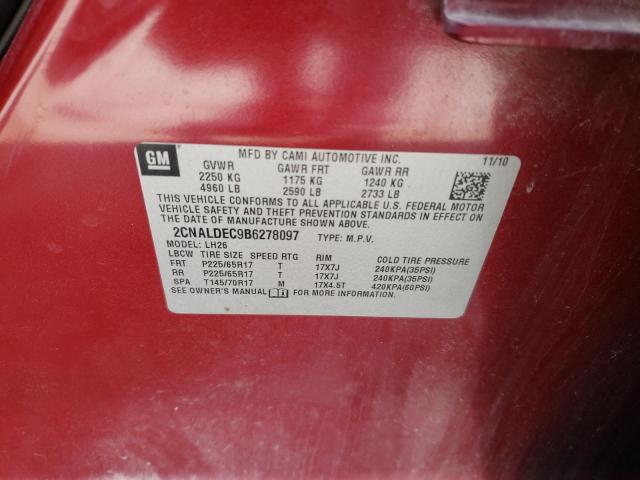 GM
MFD BY CAMI AUTOMOTIVE INC. 11/10
GVWR GAWR FRT GAWR RR
2250 KG 1175 KG 1240 KG
4960 LB 2590 LB 2733 LB
THIS VEHICLE CONFORMS TO ALL APPLICABLE U.S. FEDERAL MOTOR
VEHICLE SAFETY AND THEFT PREVENTION STANDARDS IN EFFECT ON
THE DATE OF MANUFACTURE SHOWN ABOVE.
2CNALDEC9B6278097 TYPE: M.P.V.
MODEL: LH26
LBCW TIRE SIZE SPEED RTG RIM COLD TIRE PRESSURE
FRT P225/65R17 T 17X7J 240KPA(35PSI)
RR P225/65R17 T 17X7J 240KPA(35PSI)
SPA T145/70R17 M 17X4.5T 420KPA(60PSI)
SEE OWNER'S MANUAL FOR MORE INFORMATION.